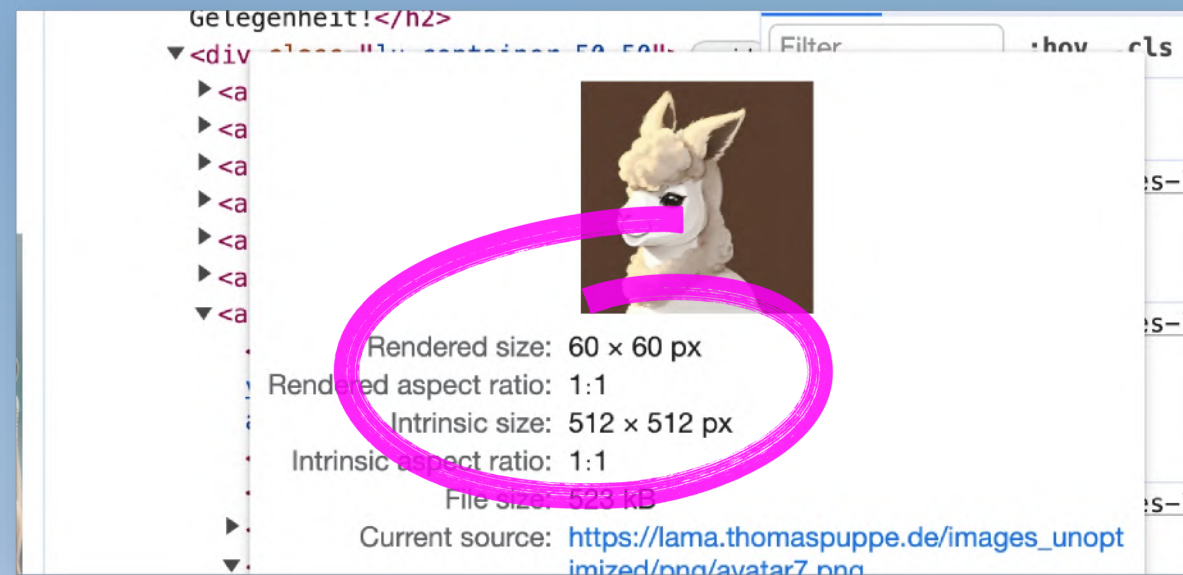 Gelegenheit!</h2>
▼<div
Filter
:hov .cls
▶<a
▶<a
▶<a
▶<a
▶<a
▶<a
▼<a
Rendered size: 60 × 60 px
Rendered aspect ratio: 1:1
Intrinsic size: 512 × 512 px
Intrinsic aspect ratio: 1:1
File size: 523 kB
Current source: https://lama.thomaspuppe.de/images_unopt
imized/png/avatar7.png